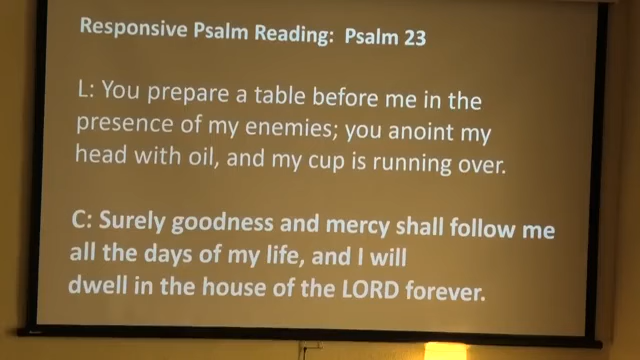 Responsive Psalm Reading: Psalm 23
L: You prepare a table before me in the
presence of my enemies; you anoint my
head with oil, and my cup is running over.
C: Surely goodness and mercy shall follow me
all the days of my life, and I will
dwell in the house of the LORD forever.